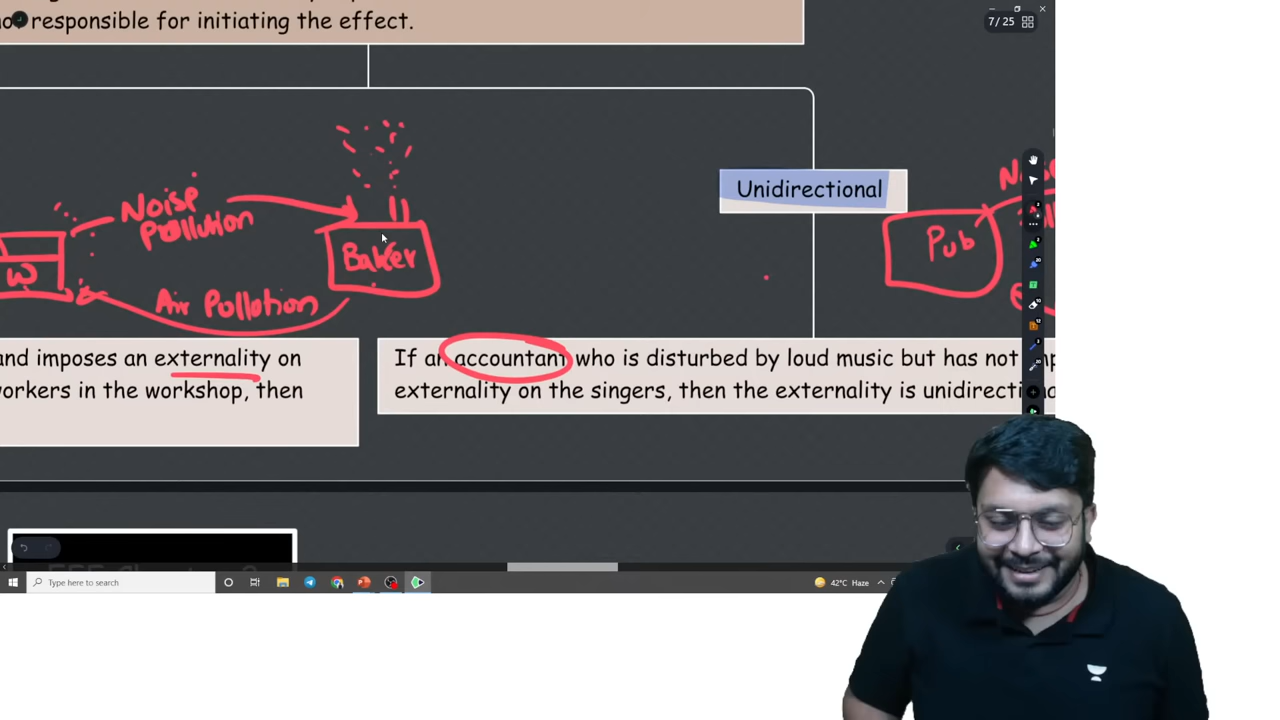 responsible for initiating the effect.
7/25
Unidirectional
Noise
Pollution
Pub
Baker
W
Air Pollution
and imposes an externality on
workers in the workshop, then
If an accountant who is disturbed by loud music but has not
externality on the singers, then the externality is
Type here to search
42°C Haze